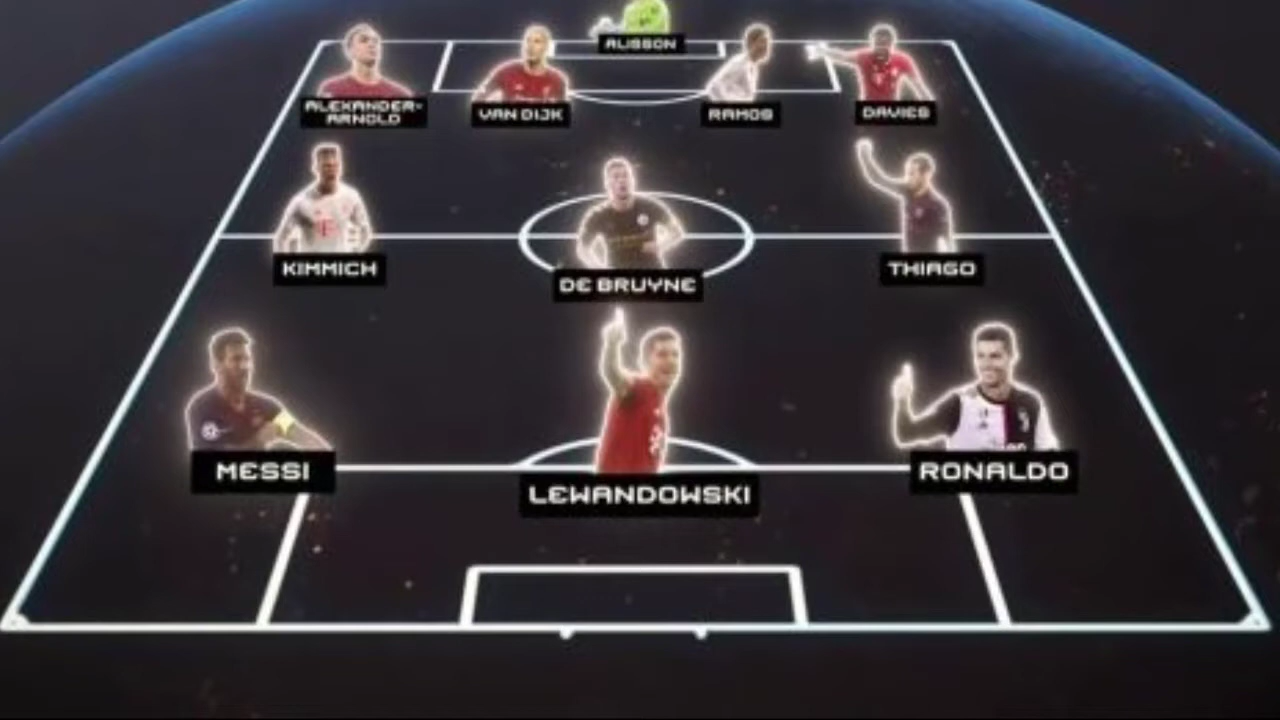 ALISSON
ALEXANDER-
ARNOLD
VAN DIJK
RAMOS
DAVIES
KIMMICH
DE BRUYNE
THIAGO
MESSI
LEWANDOWSKI
RONALDO